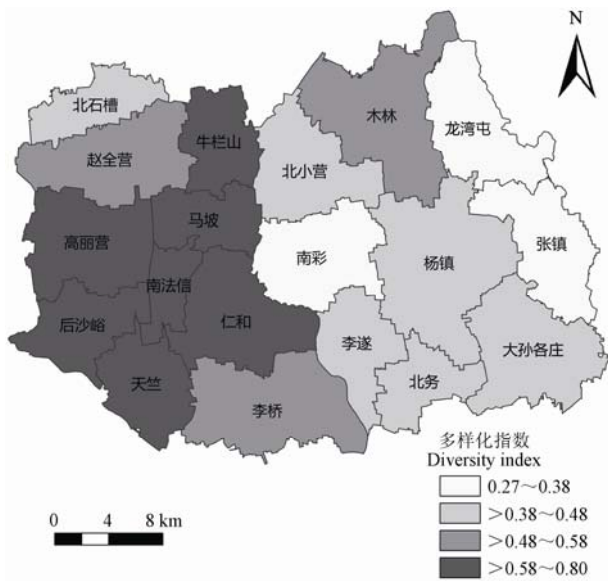 N
北石槽
牛栏山
木林
龙湾屯
赵全营
北小营
马坡
高丽营
南彩
杨镇
张镇
南法信
后沙峪
仁和
李遂
大孙各庄
天竺
北务
李桥
多样化指数
Diversity index
0.27～0.38
＞0.38～0.48
＞0.48～0.58
＞0.58～0.80
0 4 8 km